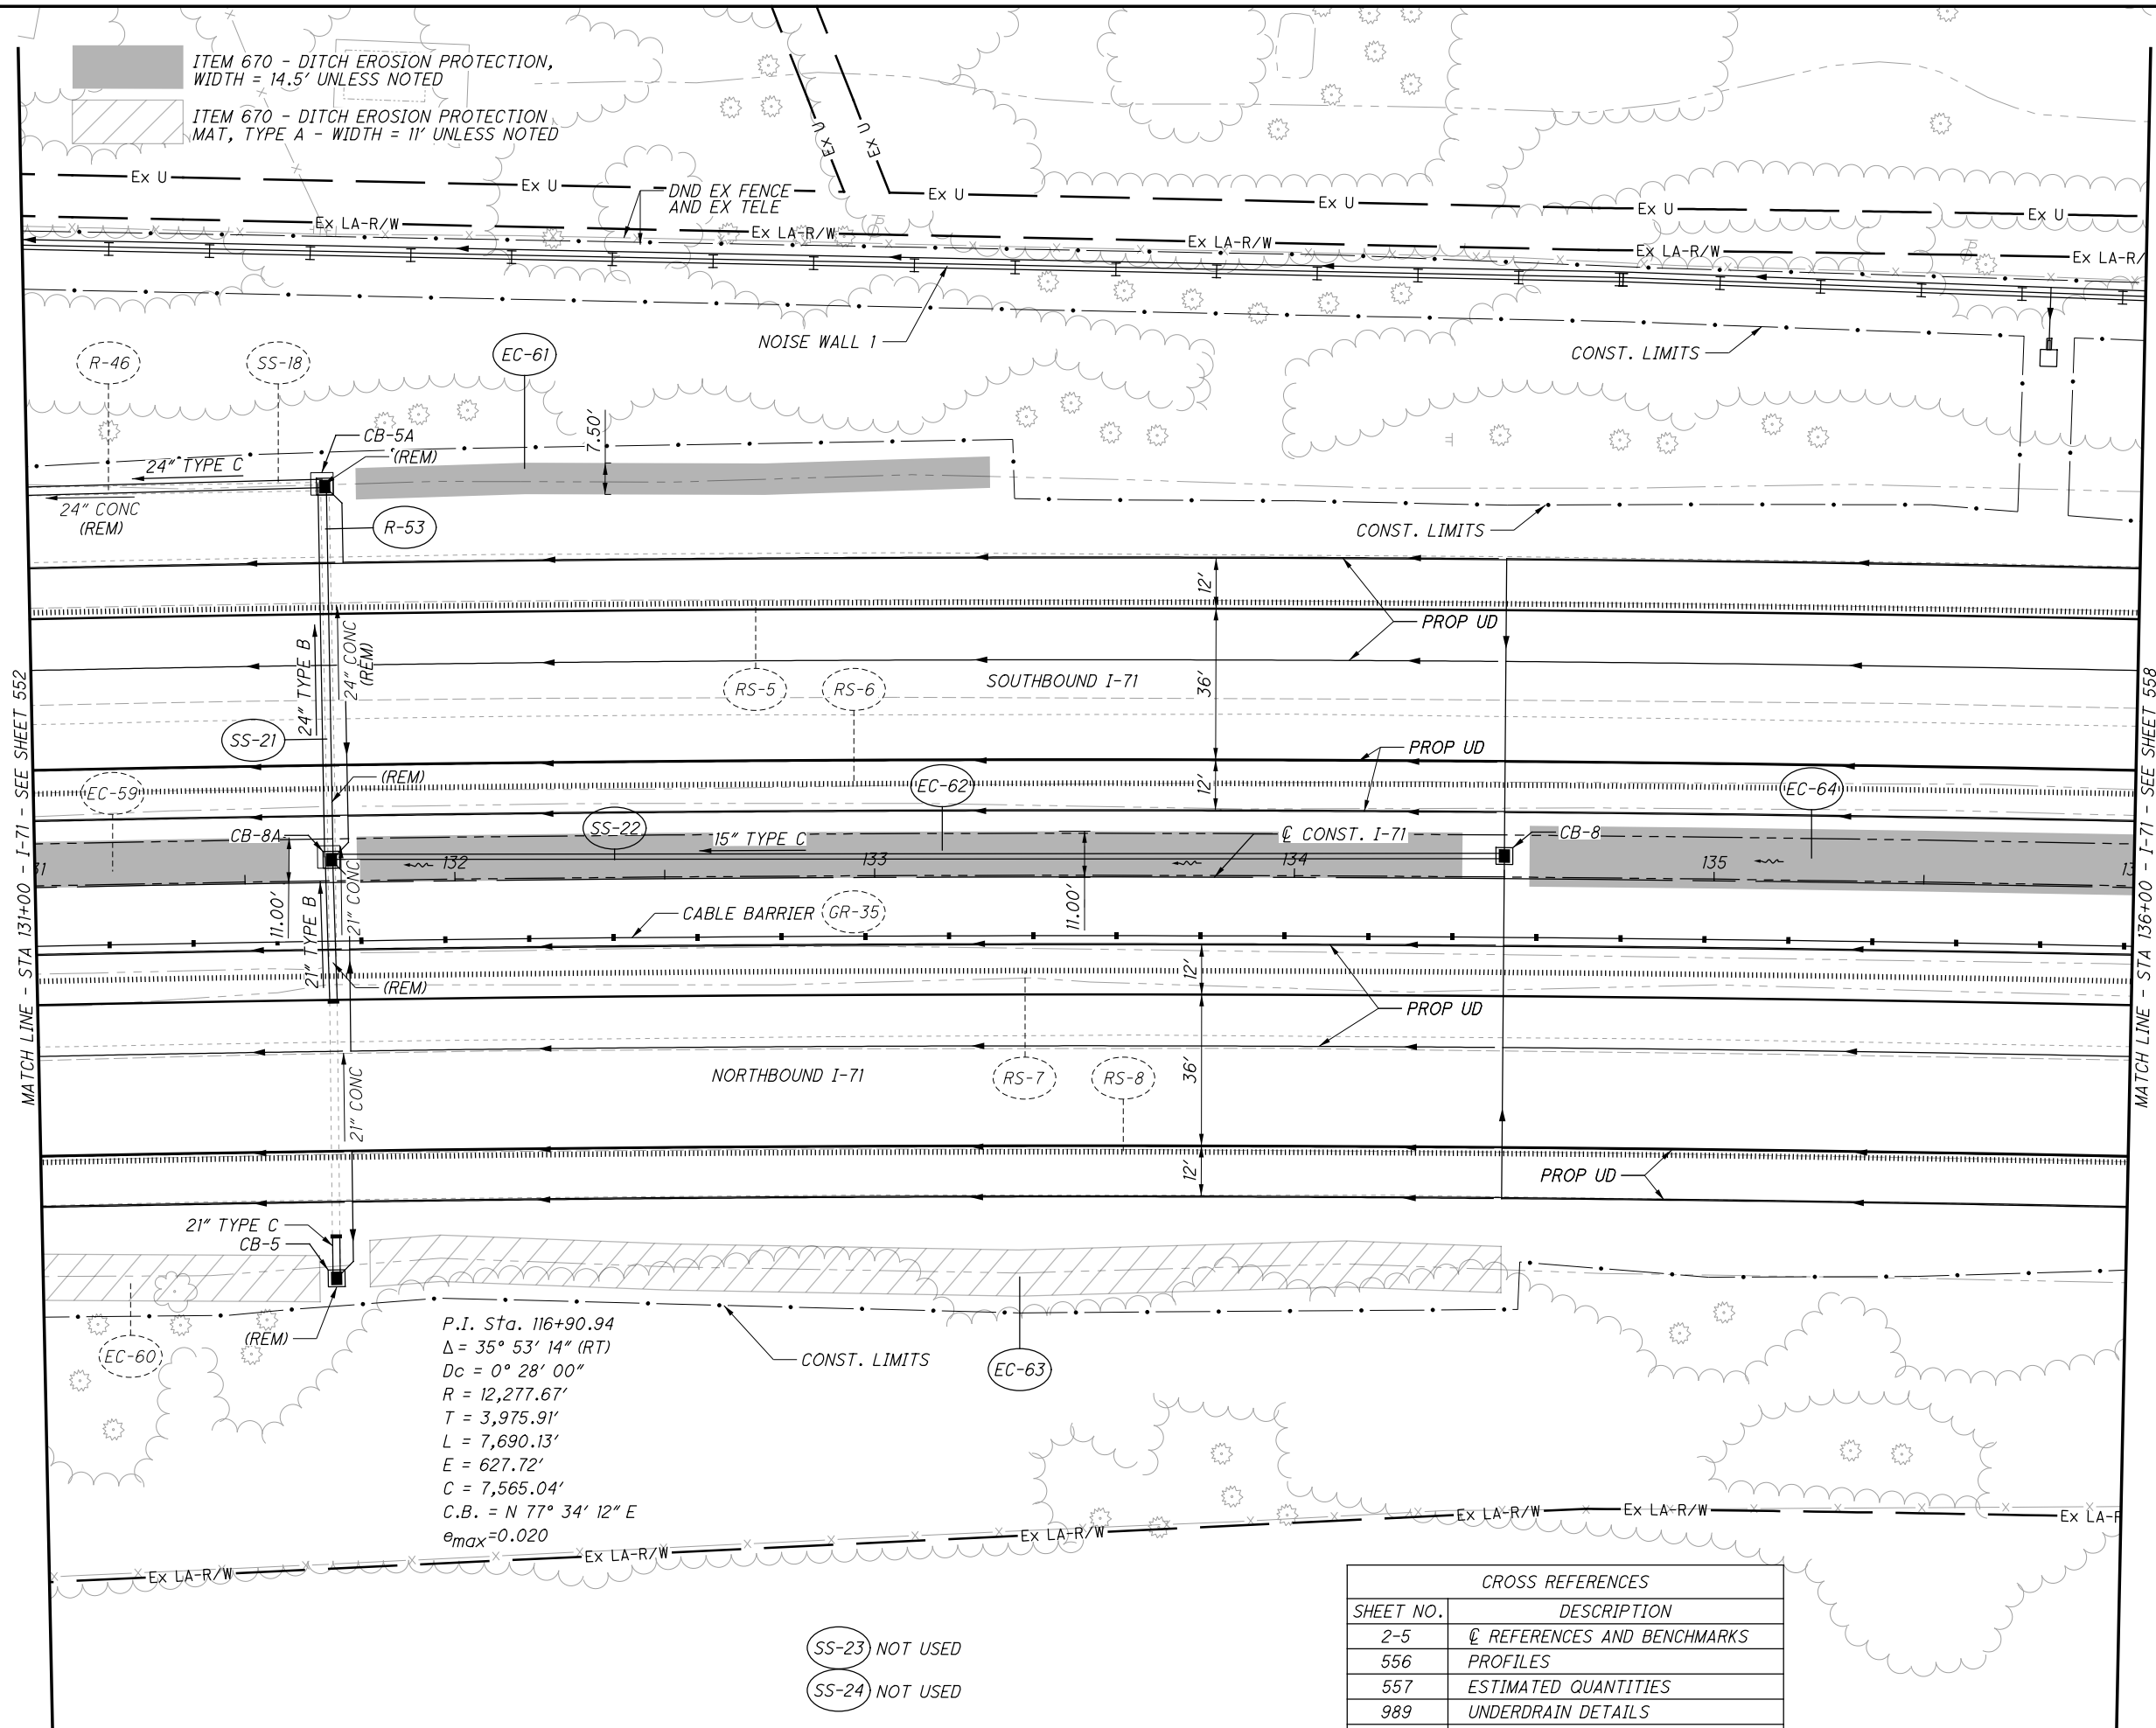 ITEM 670 - DITCH EROSION PROTECTION,
WIDTH = 14.5' UNLESS NOTED
ITEM 670 - DITCH EROSION PROTECTION
MAT, TYPE A - WIDTH = 11' UNLESS NOTED
Ex U
Ex U
Ex U
Ex U
Ex U
Ex U
Ex U
Ex U
DND EX FENCE
AND EX TELE
Ex LA-R/W
Ex LA-R/W
Ex LA-R/W
Ex LA-R/W
Ex LA-R/
NOISE WALL 1
CONST. LIMITS
R-46
SS-18
EC-61
7.50'
CB-5A
(REM)
24" TYPE C
24" CONC
(REM)
R-53
CONST. LIMITS
12'
PROP UD
24" TYPE B
24" CONC
(REM)
RS-5
RS-6
SOUTHBOUND I-71
36'
SS-21
PROP UD
(REM)
EC-59
EC-62
12'
EC-64
CB-8A
SS-22
15" TYPE C
℄ CONST. I-71
CB-8
31
132
133
134
135
13
11.00'
21" TYPE B
21" CONC
CABLE BARRIER
GR-35
11.00'
12'
(REM)
PROP UD
NORTHBOUND I-71
RS-7
RS-8
36'
21" CONC
12'
PROP UD
21" TYPE C
CB-5
(REM)
EC-60
CONST. LIMITS
EC-63
P.I. Sta. 116+90.94
Δ = 35° 53' 14" (RT)
Dc = 0° 28' 00"
R = 12,277.67'
T = 3,975.91'
L = 7,690.13'
E = 627.72'
C = 7,565.04'
C.B. = N 77° 34' 12" E
emax=0.020
Ex LA-R/W
Ex LA-R/W
Ex LA-R/W
Ex LA-R/W
Ex LA-R/W
Ex LA-R
MATCH LINE - STA 131+00 - I-71 - SEE SHEET 552
MATCH LINE - STA 136+00 - I-71 - SEE SHEET 558
SS-23 NOT USED
SS-24 NOT USED
CROSS REFERENCES
SHEET NO. DESCRIPTION
2-5 ℄ REFERENCES AND BENCHMARKS
556 PROFILES
557 ESTIMATED QUANTITIES
989 UNDERDRAIN DETAILS